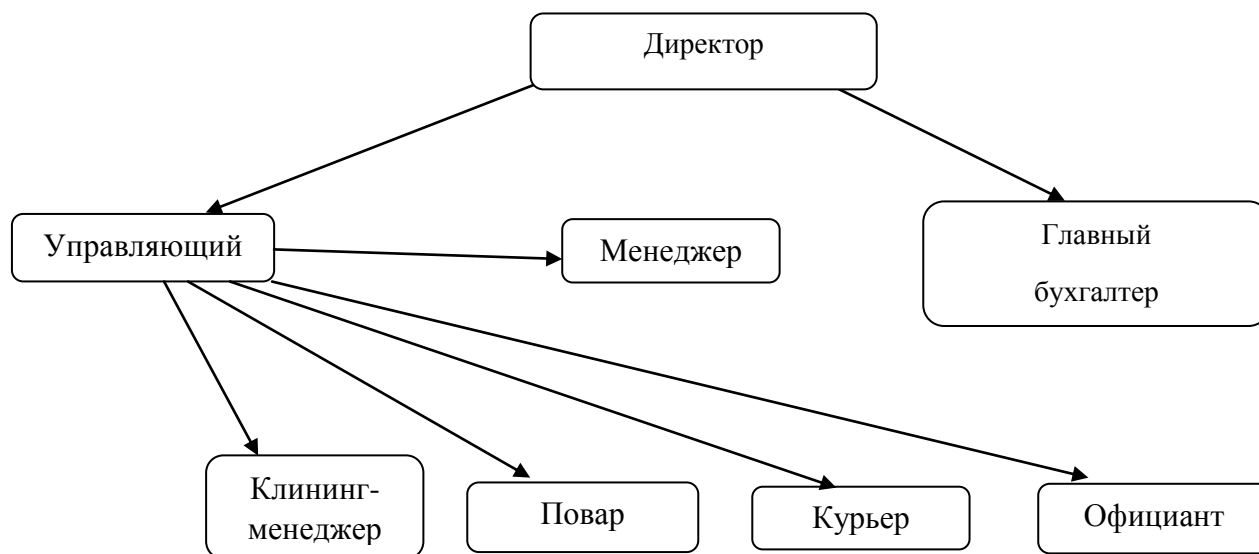 Директор
Управляющий
Менеджер
Главный
бухгалтер
Клининг-
менеджер
Повар
Курьер
Официант